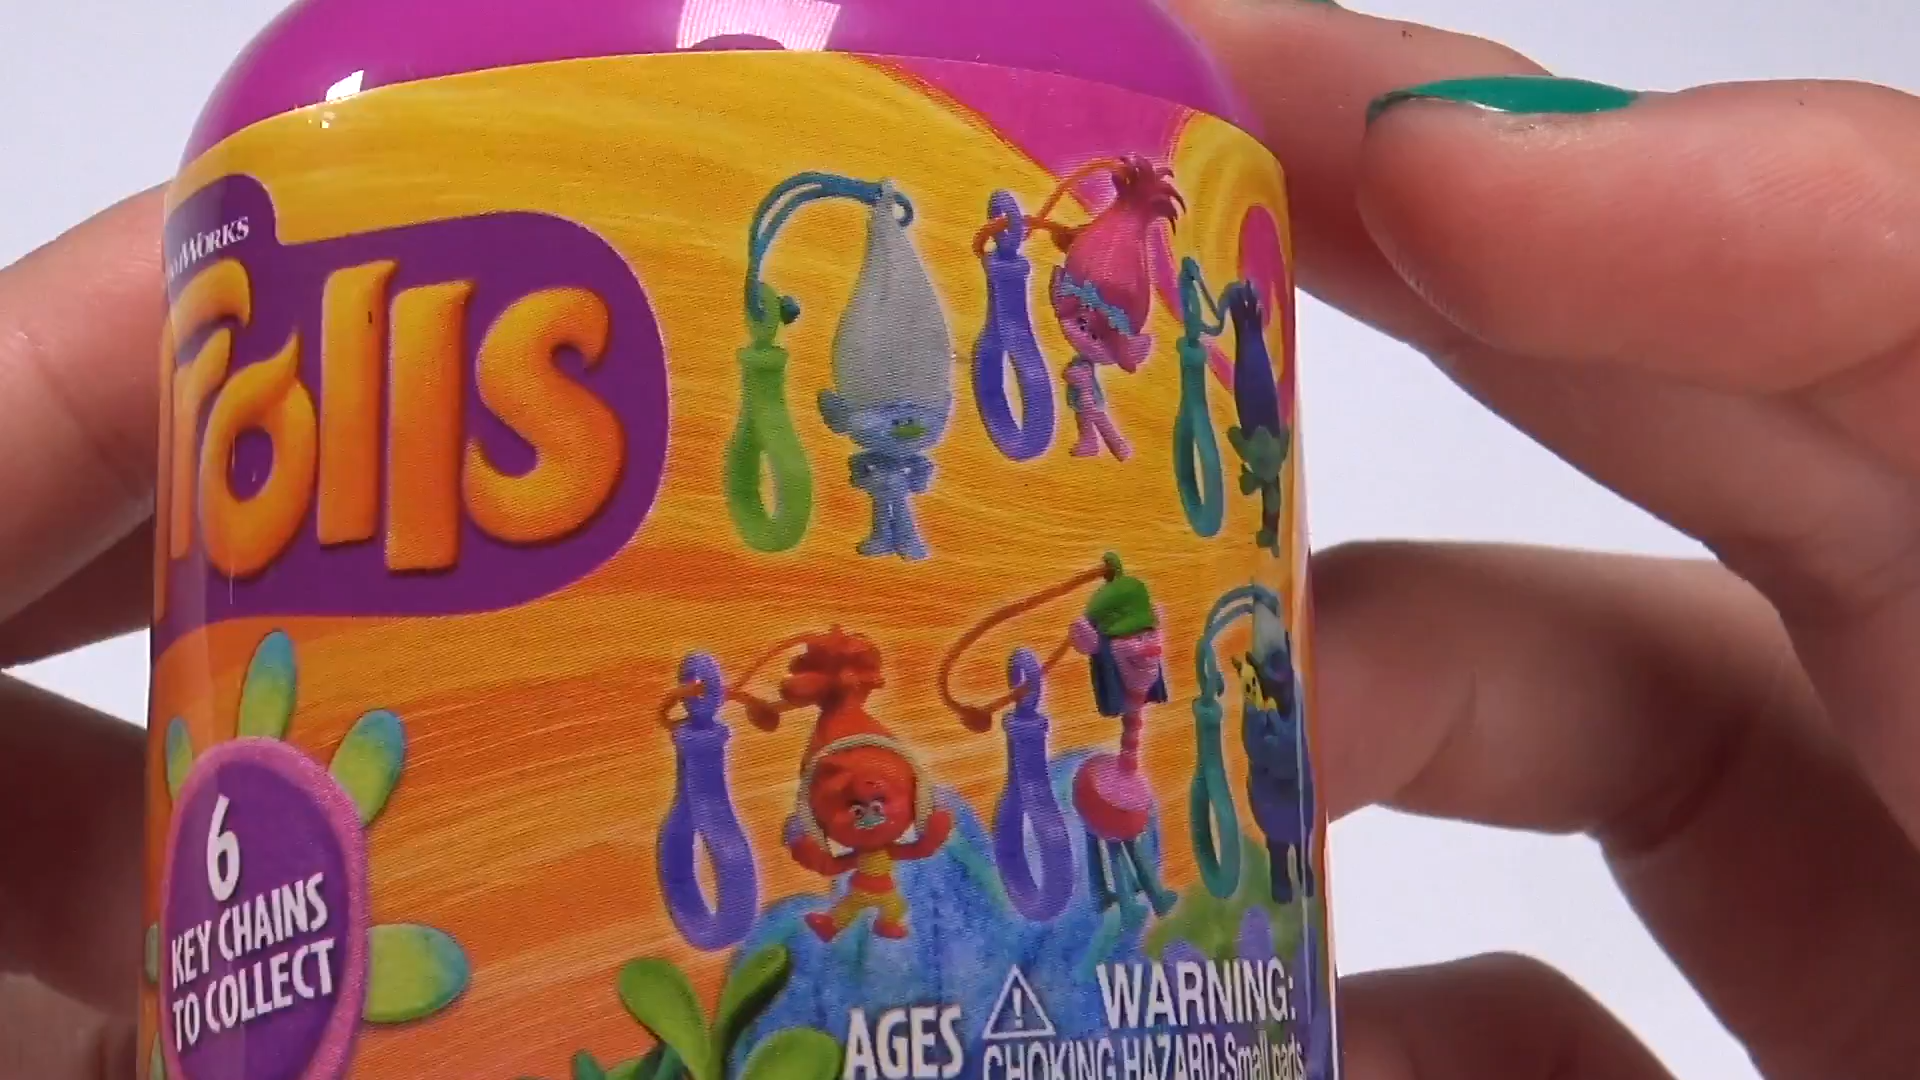 Trolls
6
KEY CHAINS
TO COLLECT
AGES
WARNING:
CHOKING HAZARD-Small parts